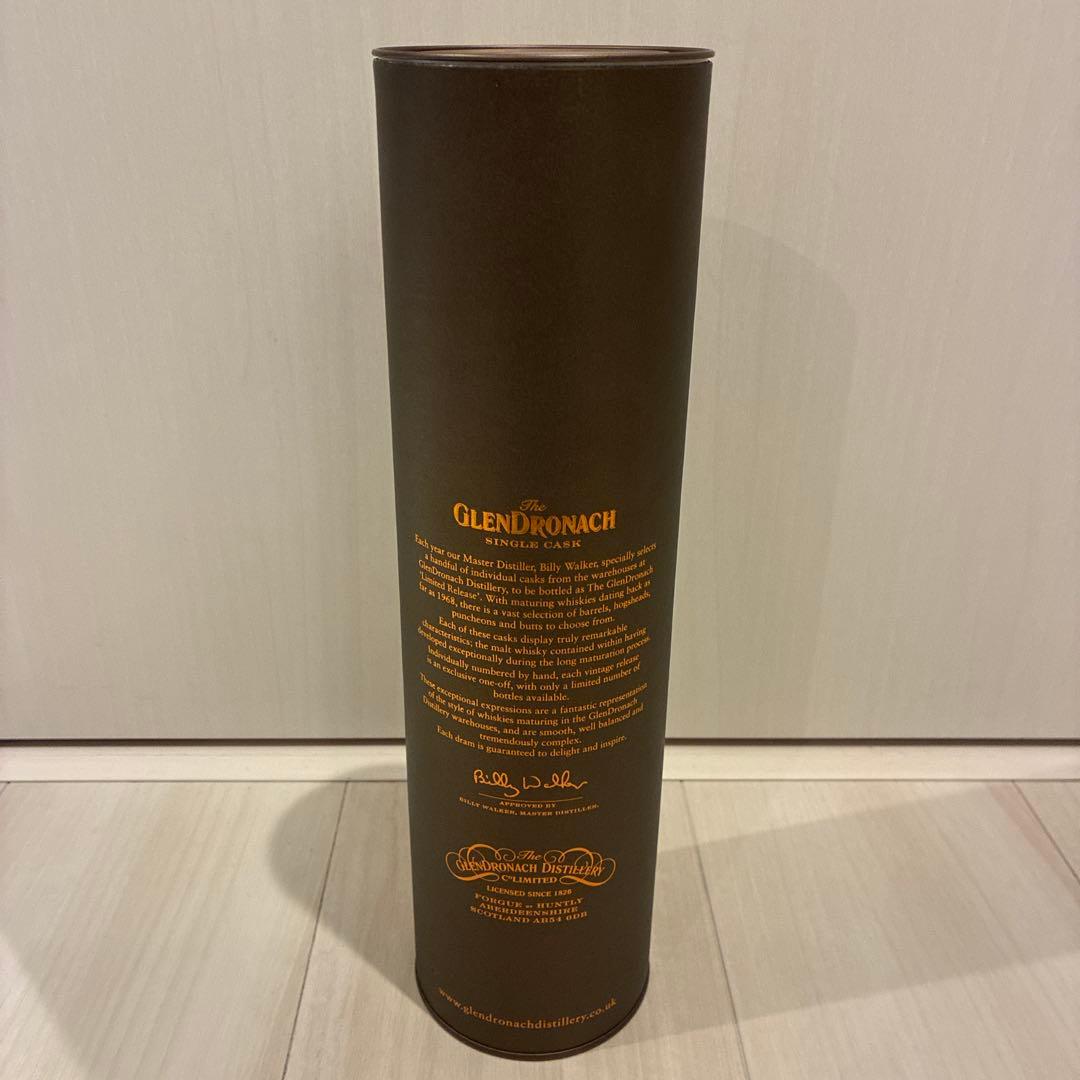 The
GLENDRONACH
SINGLE CASK
Each year our Master Distiller, Billy Walker, specially selects
a handful of individual casks from the warehouses at
GlenDronach Distillery, to be bottled as The GlenDronach
'Limited Release'. With maturing whiskies dating back as
far as 1968, there is a vast selection of barrels, hogsheads,
puncheons and butts to choose from.
Each of these casks display truly remarkable
characteristics; the malt whisky contained within having
developed exceptionally during the long maturation process.
Individually numbered by hand, each vintage release
is an exclusive one-off, with only a limited number of
bottles available.
These exceptional expressions are a fantastic representation
of the style of whiskies maturing in the GlenDronach
Distillery warehouses, and are smooth, well balanced and
tremendously complex.
Each dram is guaranteed to delight and inspire.
Billy Walker
APPROVED BY
BILLY WALKER, MASTER DISTILLER.
The
GLENDRONACH DISTILLERY
Co LIMITED
LICENSED SINCE 1826
FORGUE BY HUNTLY
ABERDEENSHIRE
SCOTLAND AB54 6DB
www.glendronachdistillery.co.uk